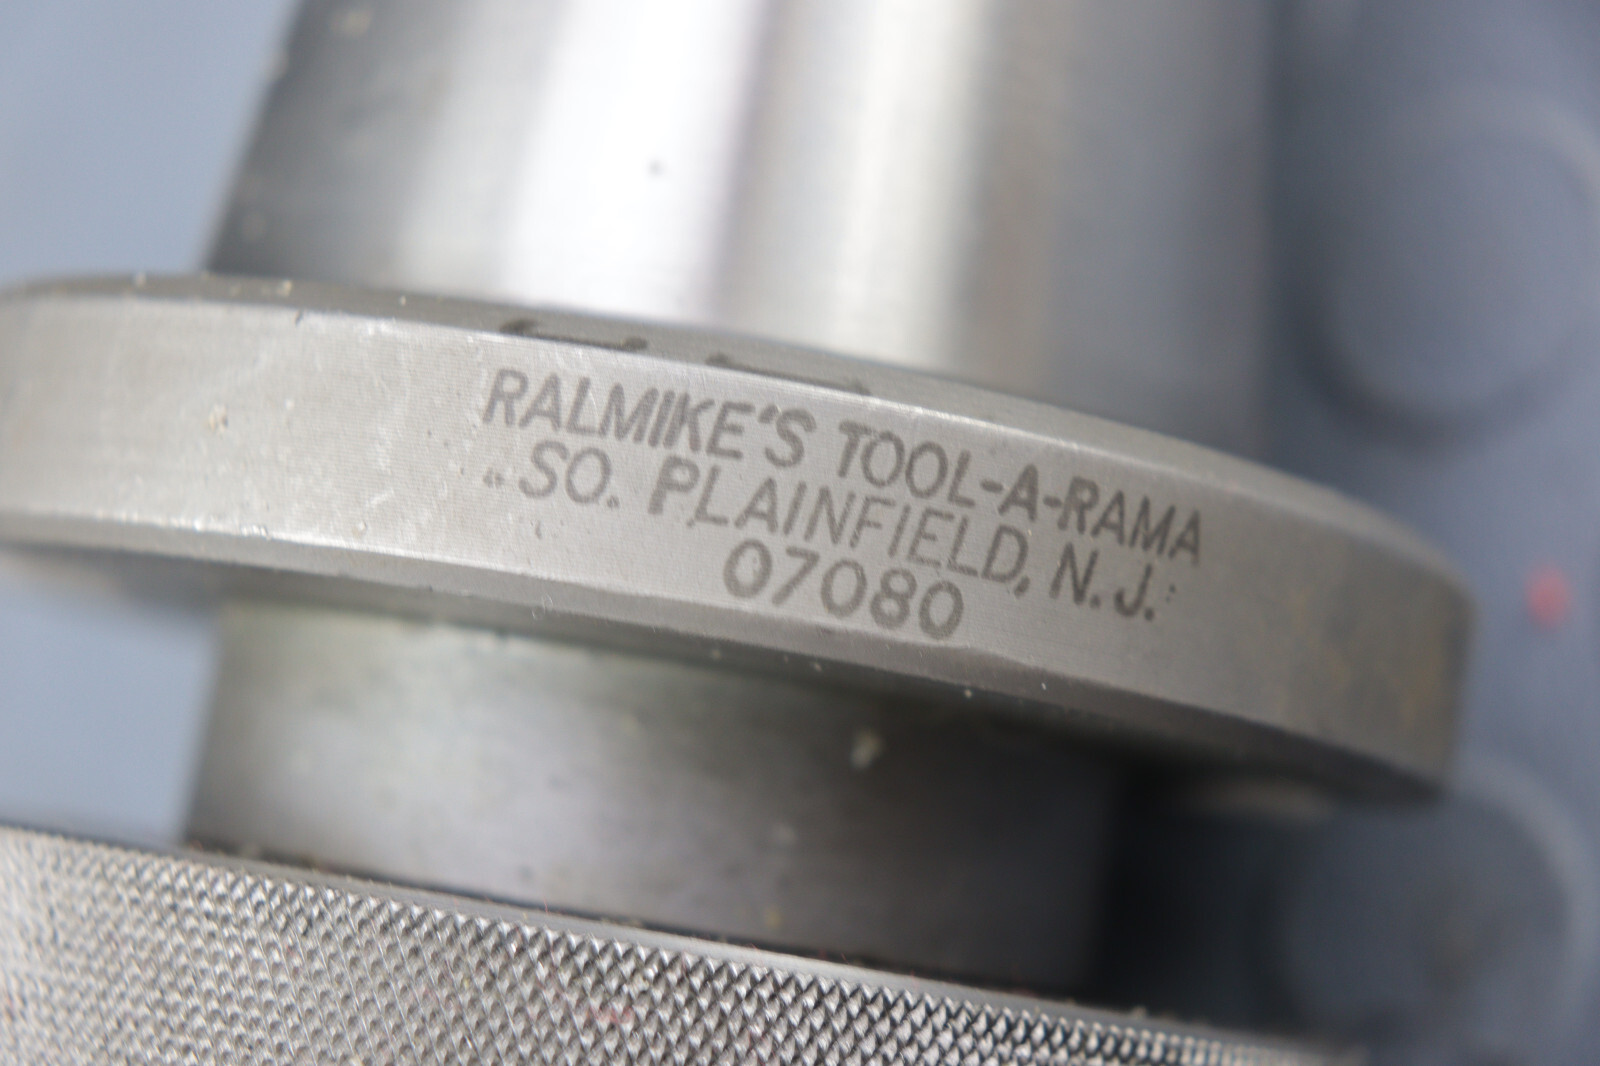 RALMIKE'S TOOL-A-RAMA
SO. PLAINFIELD, N.J.
07080